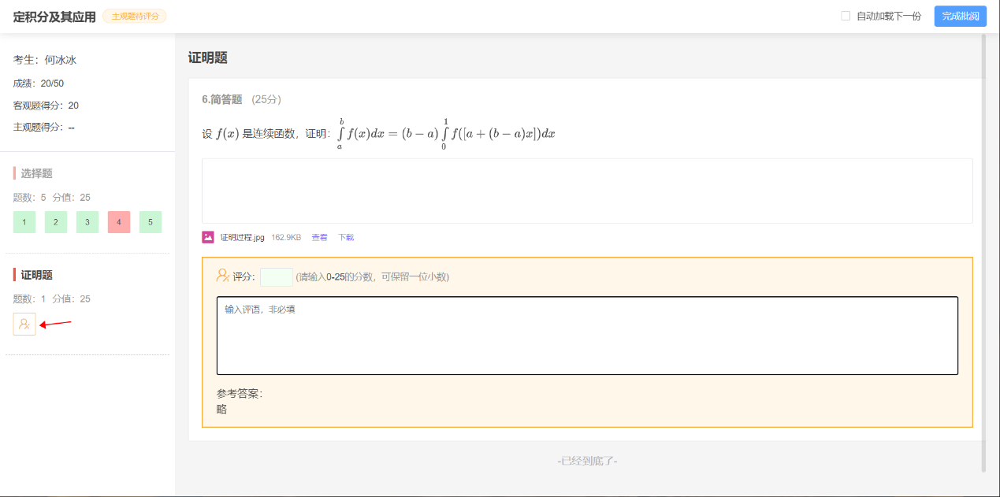 定积分及其应用 主观题待评分 自动加载下一份 完成批阅
考生：何冰冰
成绩：20/50
客观题得分：20
主观题得分：--
选择题
题数：5 分值：25
1 2 3 4 5
证明题
题数：1 分值：25
证明题
6.简答题 (25分)
设 f(x) 是连续函数，证明：∫_a^b f(x)dx = (b − a)∫_0^1 f([a + (b − a)x])dx
证明过程.jpg 162.9KB 查看 下载
评分： (请输入0-25的分数，可保留一位小数)
输入评语，非必填
参考答案：
略
-已经到底了-